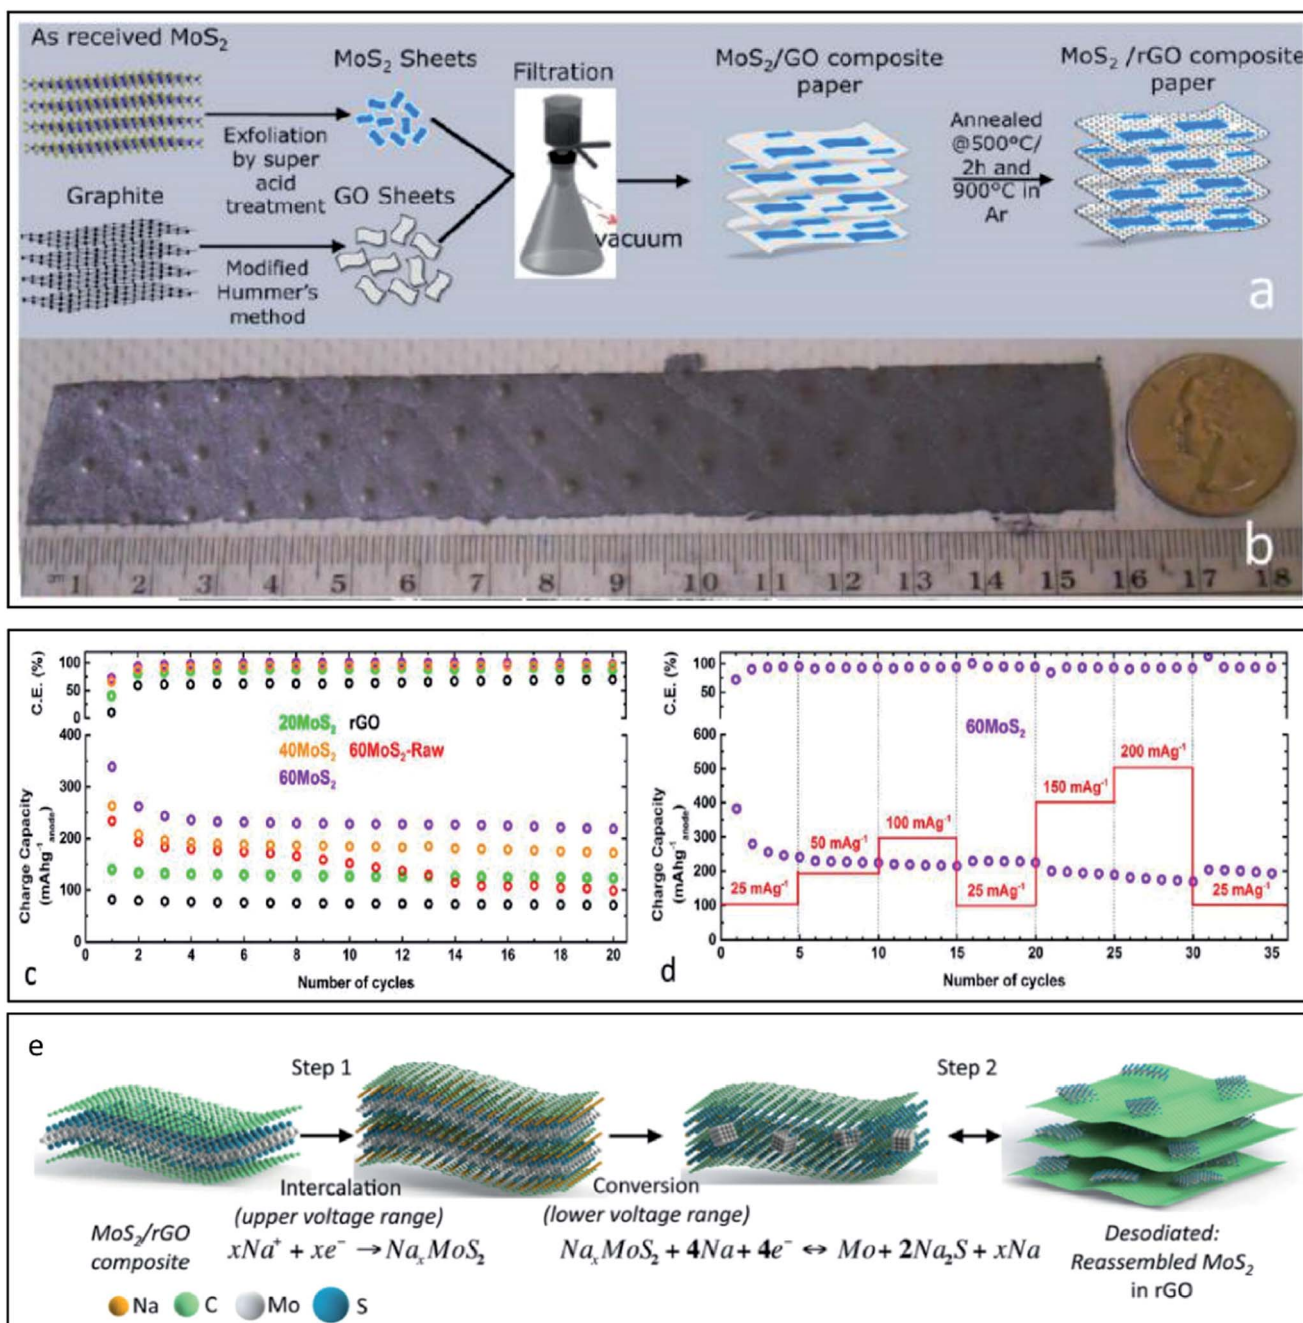 As received MoS₂
MoS₂ Sheets
Exfoliation
by super
acid
treatment
Graphite
GO Sheets
Modified
Hummer's
method
Filtration
vacuum
MoS₂/GO composite
paper
Annealed
@500°C/
2h and
900°C in
Ar
MoS₂ /rGO composite
paper
a
b
cm 1 2 3 4 5 6 7 8 9 10 11 12 13 14 15 16 17 18
C.E. (%)
100
50
0
20MoS₂ rGO
40MoS₂ 60MoS₂-Raw
60MoS₂
Charge Capacity
(mAhg⁻¹ anode)
400
300
200
100
0
0 2 4 6 8 10 12 14 16 18 20
Number of cycles
c
C.E. (%)
100
50
60MoS₂
Charge Capacity
(mAhg⁻¹ anode)
600
500
400
300
200
100
0
25 mAg⁻¹
50 mAg⁻¹
100 mAg⁻¹
25 mAg⁻¹
150 mAg⁻¹
200 mAg⁻¹
25 mAg⁻¹
0 5 10 15 20 25 30 35
Number of cycles
d
e
Step 1
Step 2
Intercalation
(upper voltage range)
xNa⁺ + xe⁻ → NaₓMoS₂
Conversion
(lower voltage range)
NaₓMoS₂ + 4Na + 4e⁻ ↔ Mo + 2Na₂S + xNa
MoS₂/rGO
composite
Desodiated:
Reassembled MoS₂
in rGO
Na C Mo S